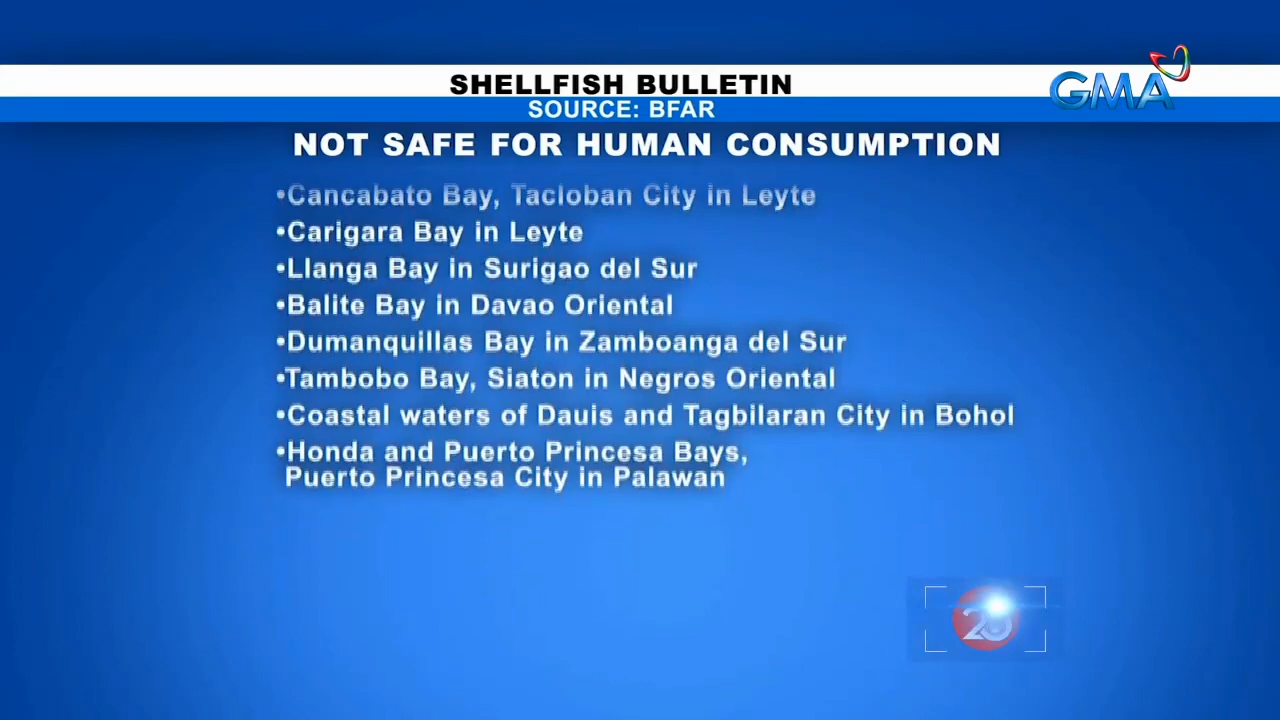 SHELLFISH BULLETIN
GMA
SOURCE: BFAR
NOT SAFE FOR HUMAN CONSUMPTION
•Cancabato Bay, Tacloban City in Leyte
•Carigara Bay in Leyte
•Llanga Bay in Surigao del Sur
•Balite Bay in Davao Oriental
•Dumanquillas Bay in Zamboanga del Sur
•Tambobo Bay, Siaton in Negros Oriental
•Coastal waters of Dauis and Tagbilaran City in Bohol
•Honda and Puerto Princesa Bays,
Puerto Princesa City in Palawan